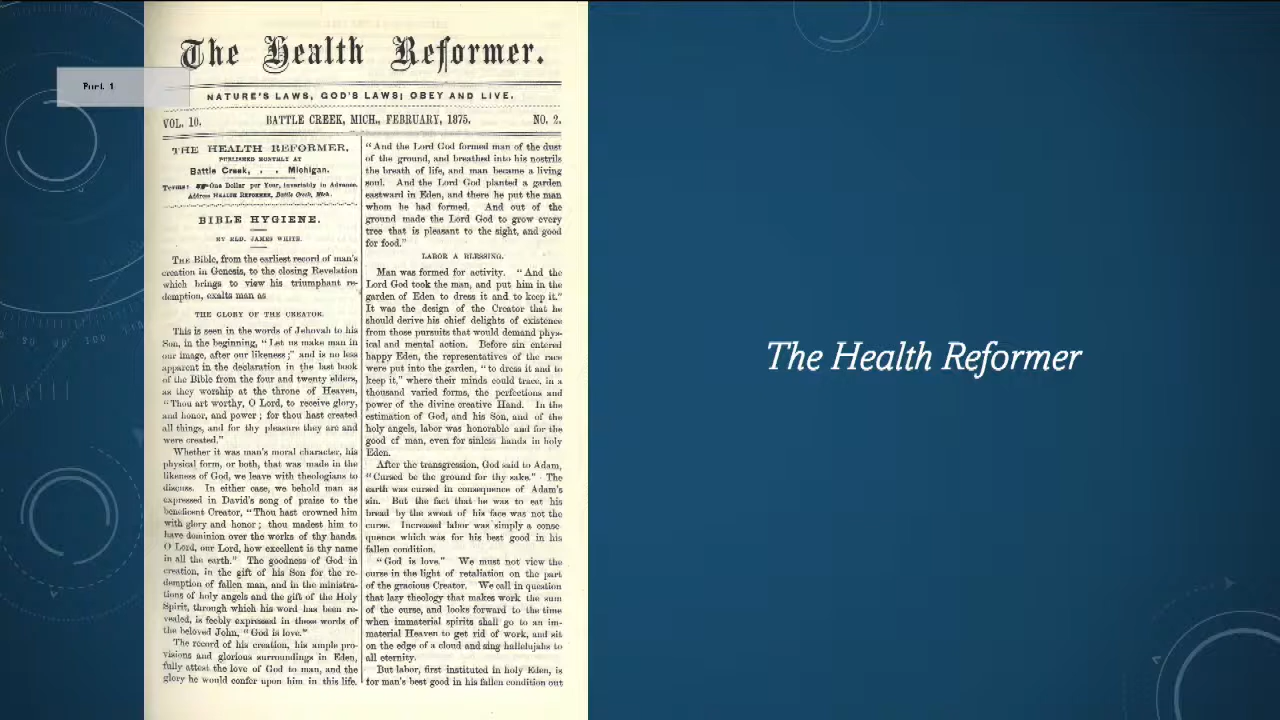 The Health Reformer.
Part 1
NATURE'S LAWS, GOD'S LAWS; OBEY AND LIVE.
VOL. 10. BATTLE CREEK, MICH., FEBRUARY, 1875. NO. 2.
THE HEALTH REFORMER,
PUBLISHED MONTHLY AT
Battle Creek, . . Michigan.
Terms: One Dollar per Year, invariably in Advance.
Address HEALTH REFORMER, Battle Creek, Mich.
BIBLE HYGIENE.
BY ELD. JAMES WHITE.
THE Bible, from the earliest record of man's
creation in Genesis, to the closing Revelation
which brings to view his triumphant re-
demption, exalts man as
THE GLORY OF THE CREATOR.
This is seen in the words of Jehovah to his
Son, in the beginning, "Let us make man in
our image, after our likeness;" and is no less
apparent in the declaration in the last book
of the Bible from the four and twenty elders,
as they worship at the throne of Heaven,
"Thou art worthy, O Lord, to receive glory,
and honor, and power; for thou hast created
all things, and for thy pleasure they are and
were created."
Whether it was man's moral character, his
physical form, or both, that was made in the
likeness of God, we leave with theologians to
discuss. In either case, we behold man as
expressed in David's song of praise to the
beneficent Creator, "Thou hast crowned him
with glory and honor; thou madest him to
have dominion over the works of thy hands.
O Lord, our Lord, how excellent is thy name
in all the earth." The goodness of God in
creation, in the gift of his Son for the re-
demption of fallen man, and in the ministra-
tions of holy angels and the gift of the Holy
Spirit, through which his word has been re-
vealed, is feebly expressed in these words of
the beloved John, "God is love."
The record of his creation, his ample pro-
visions and glorious surroundings in Eden,
fully attest the love of God to man, and the
glory he would confer upon him in this life.
"And the Lord God formed man of the dust
of the ground, and breathed into his nostrils
the breath of life, and man became a living
soul. And the Lord God planted a garden
eastward in Eden, and there he put the man
whom he had formed. And out of the
ground made the Lord God to grow every
tree that is pleasant to the sight, and good
for food."
LABOR A BLESSING.
Man was formed for activity. "And the
Lord God took the man, and put him in the
garden of Eden to dress it and to keep it."
It was the design of the Creator that he
should derive his chief delights of existence
from those pursuits that would demand phys-
ical and mental action. Before sin entered
happy Eden, the representatives of the race
were put into the garden, "to dress it and to
keep it," where their minds could trace, in a
thousand varied forms, the perfections and
power of the divine creative Hand. In the
estimation of God, and his Son, and of the
holy angels, labor was honorable and for the
good of man, even for sinless hands in holy
Eden.
After the transgression, God said to Adam,
"Cursed be the ground for thy sake." The
earth was cursed in consequence of Adam's
sin. But the fact that he was to eat his
bread by the sweat of his face was not the
curse. Increased labor was simply a conse-
quence which was for his best good in his
fallen condition.
"God is love." We must not view the
curse in the light of retaliation on the part
of the gracious Creator. We call in question
that lazy theology that makes work the sum
of the curse, and looks forward to the time
when immaterial spirits shall go to an im-
material Heaven to get rid of work, and sit
on the edge of a cloud and sing hallelujahs to
all eternity.
But labor, first instituted in holy Eden, is
for man's best good in his fallen condition out
The Health Reformer